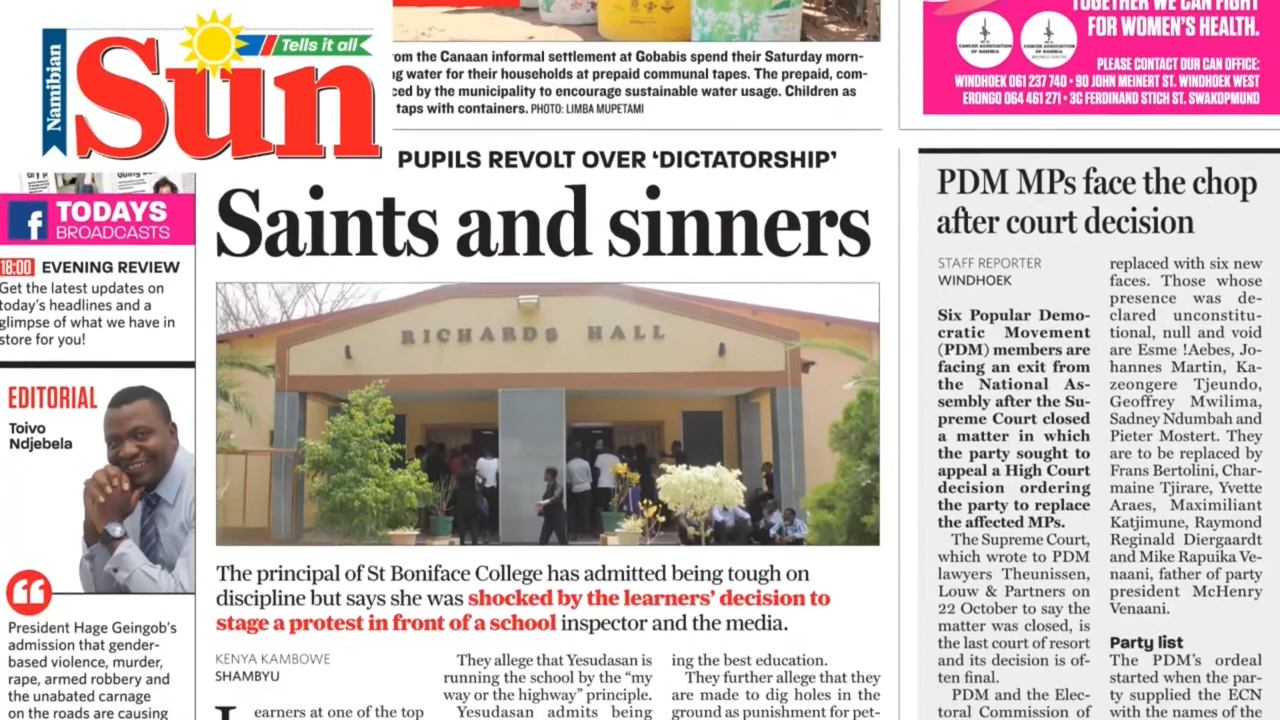 Namibian
Sun
Tells it all
om the Canaan informal settlement at Gobabis spend their Saturday morn-
g water for their households at prepaid communal tapes. The prepaid, com-
ced by the municipality to encourage sustainable water usage. Children as
taps with containers. PHOTO: LIMBA MUPETAMI
TOGETHER WE CAN FIGHT
FOR WOMEN'S HEALTH.
CANCER ASSOCIATION
OF NAMIBIA
CANCER ASSOCIATION
OF NAMIBIA
PLEASE CONTACT OUR CAN OFFICE:
WINDHOEK 061 237 740 • 90 JOHN MEINERT ST. WINDHOEK WEST
ERONGO 064 461 271 • 3C FERDINAND STICH ST. SWAKOPMUND
TODAYS
BROADCASTS
18:00 EVENING REVIEW
Get the latest updates on
today's headlines and a
glimpse of what we have in
store for you!
EDITORIAL
Toivo
Ndjebela
President Hage Geingob's
admission that gender-
based violence, murder,
rape, armed robbery and
the unabated carnage
on the roads are causing
PUPILS REVOLT OVER 'DICTATORSHIP'
Saints and sinners
RICHARDS HALL
The principal of St Boniface College has admitted being tough on
discipline but says she was shocked by the learners' decision to
stage a protest in front of a school inspector and the media.
KENYA KAMBOWE
SHAMBYU
earners at one of the top
They allege that Yesudasan is
running the school by the "my
way or the highway" principle.
Yesudasan admits being
ing the best education.
They further allege that they
are made to dig holes in the
ground as punishment for pet-
PDM MPs face the chop
after court decision
STAFF REPORTER
WINDHOEK
Six Popular Demo-
cratic Movement
(PDM) members are
facing an exit from
the National As-
sembly after the Su-
preme Court closed
a matter in which
the party sought to
appeal a High Court
decision ordering
the party to replace
the affected MPs.
The Supreme Court,
which wrote to PDM
lawyers Theunissen,
Louw & Partners on
22 October to say the
matter was closed, is
the last court of resort
and its decision is of-
ten final.
PDM and the Elec-
toral Commission of
replaced with six new
faces. Those whose
presence was de-
clared unconstitu-
tional, null and void
are Esme !Aebes, Jo-
hannes Martin, Ka-
zeongere Tjeundo,
Geoffrey Mwilima,
Sadney Ndumbah and
Pieter Mostert. They
are to be replaced by
Frans Bertolini, Char-
maine Tjirare, Yvette
Araes, Maximiliant
Katjimune, Raymond
Reginald Diergaardt
and Mike Rapuika Ve-
naani, father of party
president McHenry
Venaani.
Party list
The PDM's ordeal
started when the par-
ty supplied the ECN
with the names of the